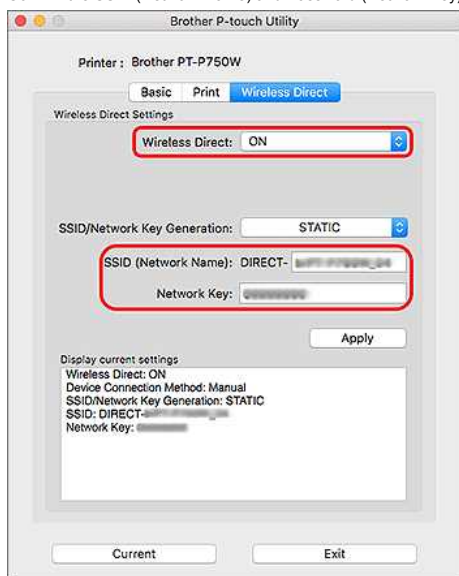 Brother P-touch Utility
Printer : Brother PT-P750W
Basic Print Wireless Direct
Wireless Direct Settings
Wireless Direct: ON
SSID/Network Key Generation: STATIC
SSID (Network Name): DIRECT-
Network Key:
Apply
Display current settings
Wireless Direct: ON
Device Connection Method: Manual
SSID/Network Key Generation: STATIC
SSID: DIRECT-
Network Key:
Current Exit